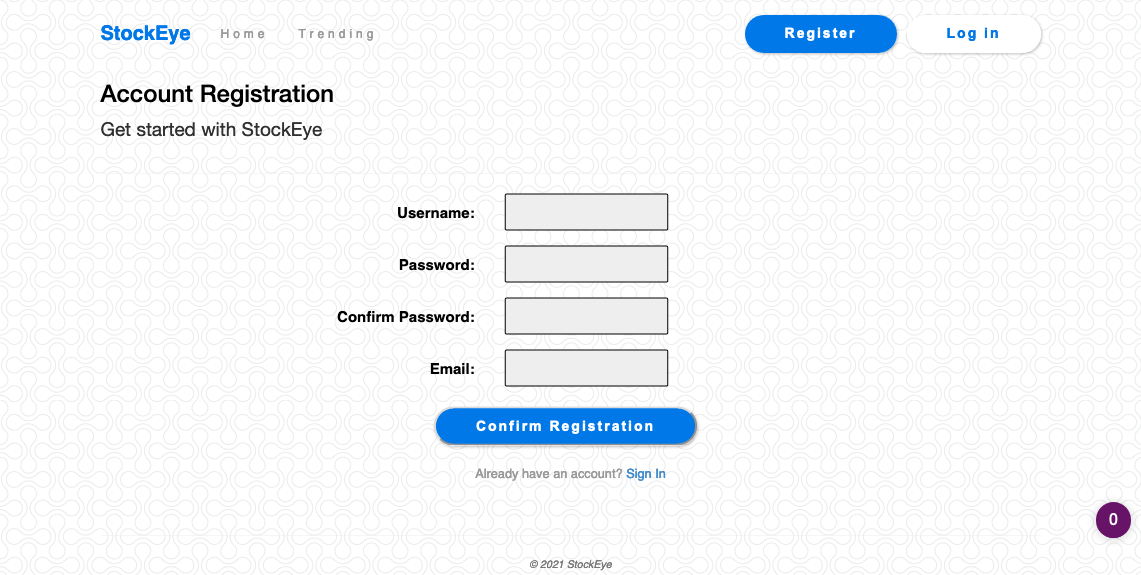 StockEye Home Trending Register Log in
Account Registration
Get started with StockEye
Username:
Password:
Confirm Password:
Email:
Confirm Registration
Already have an account? Sign In
0
© 2021 StockEye